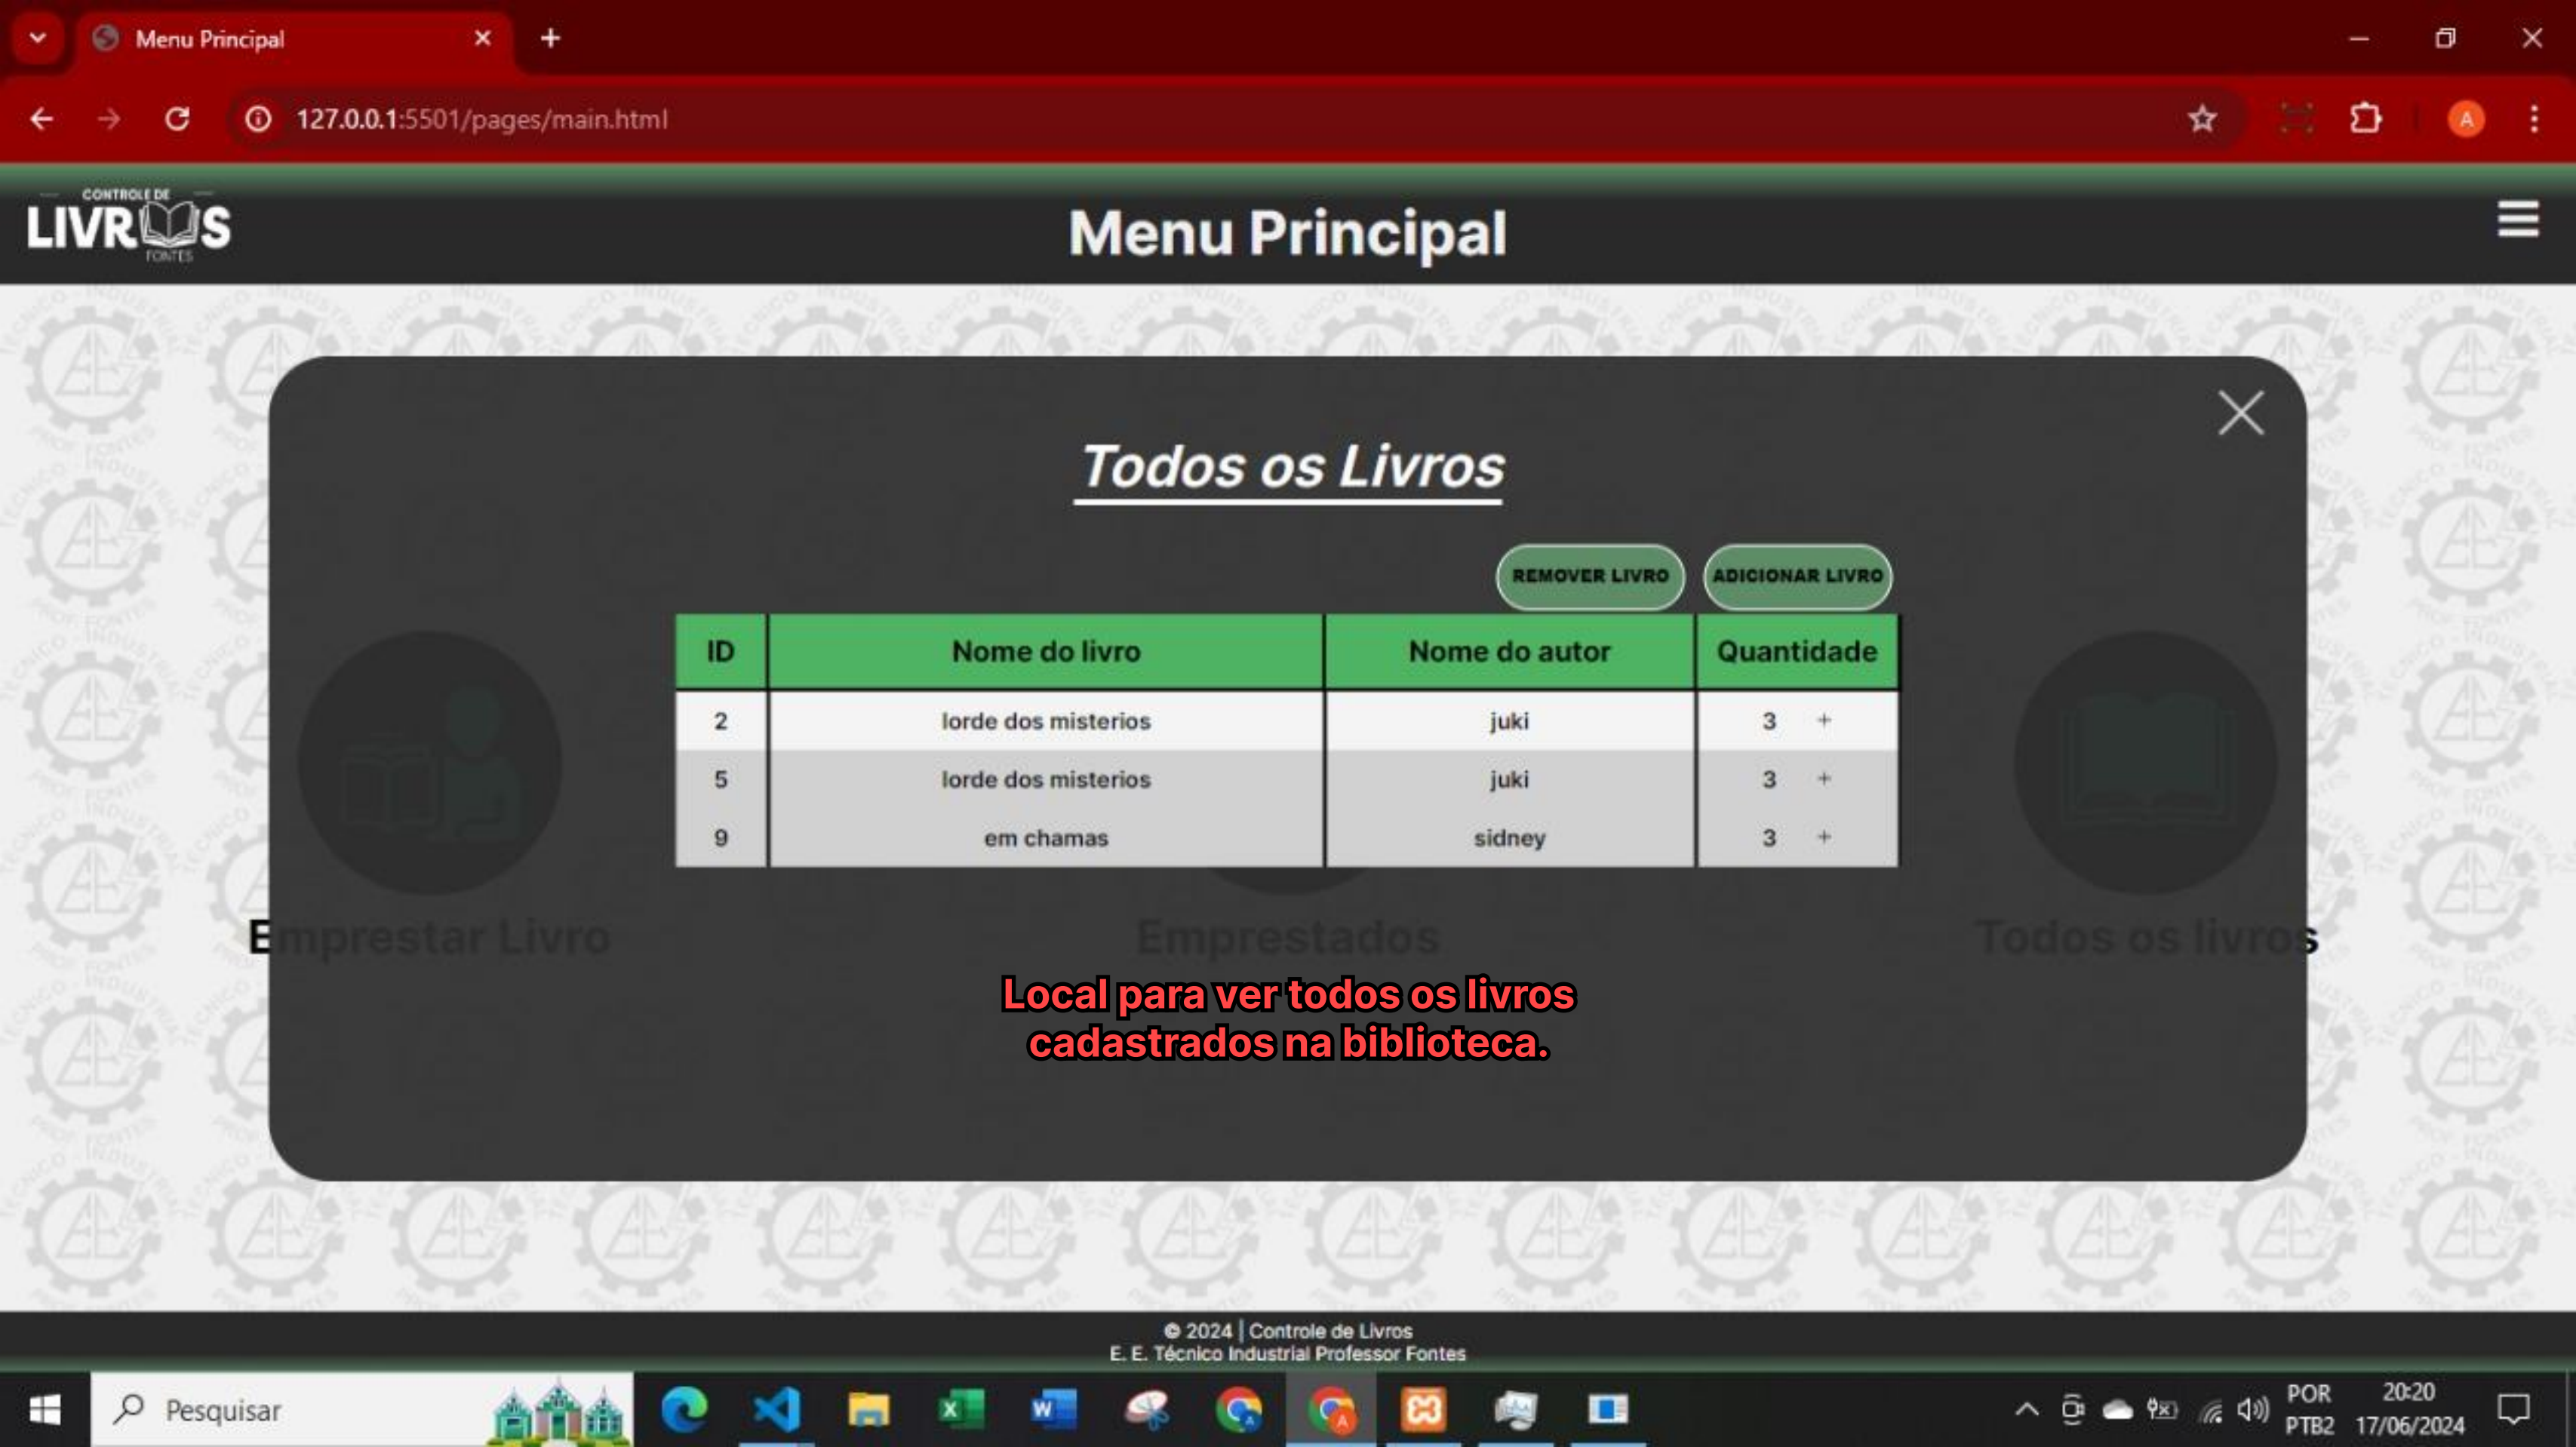 Menu Principal
127.0.0.1:5501/pages/main.html
A
CONTROLE DE
LIVROS
FONTES
Menu Principal
Todos os Livros
REMOVER LIVRO ADICIONAR LIVRO
ID Nome do livro Nome do autor Quantidade
2 lorde dos misterios juki 3 +
5 lorde dos misterios juki 3 +
9 em chamas sidney 3 +
Emprestar Livro Emprestados Todos os livros
Local para ver todos os livros
cadastrados na biblioteca.
© 2024 | Controle de Livros
E. E. Técnico Industrial Professor Fontes
Pesquisar
POR 20:20
PTB2 17/06/2024